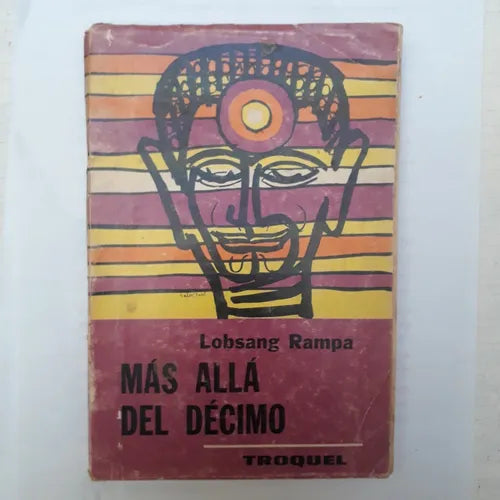 Lobsang Rampa
MÁS ALLÁ
DEL DÉCIMO
TROQUEL